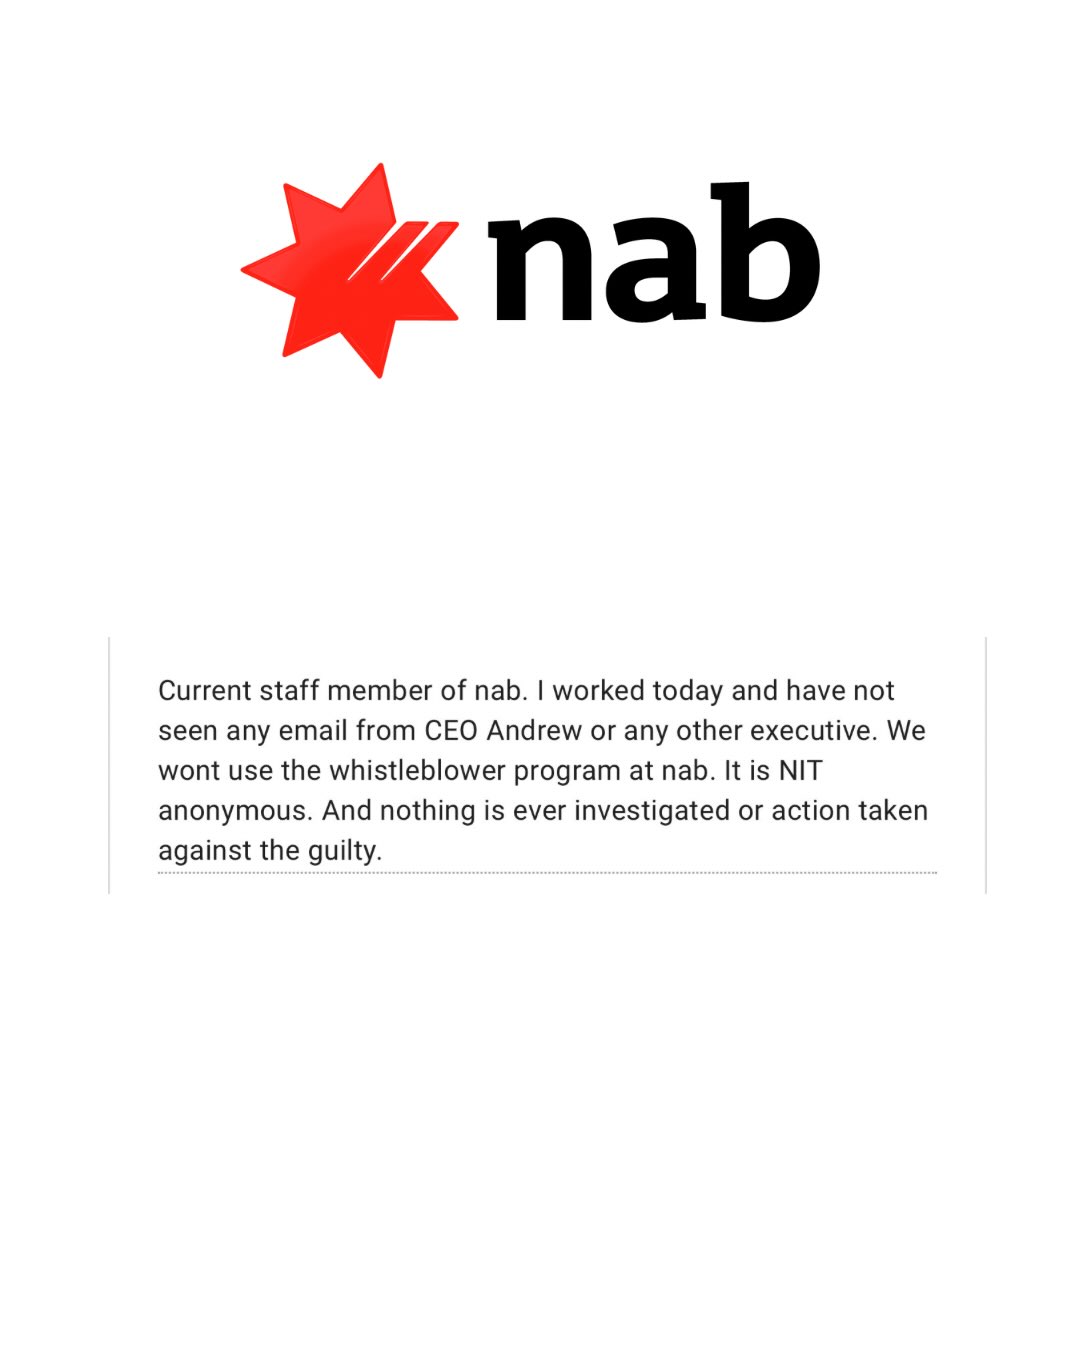 nab
Current staff member of nab. I worked today and have not
seen any email from CEO Andrew or any other executive. We
wont use the whistleblower program at nab. It is NIT
anonymous. And nothing is ever investigated or action taken
against the guilty.